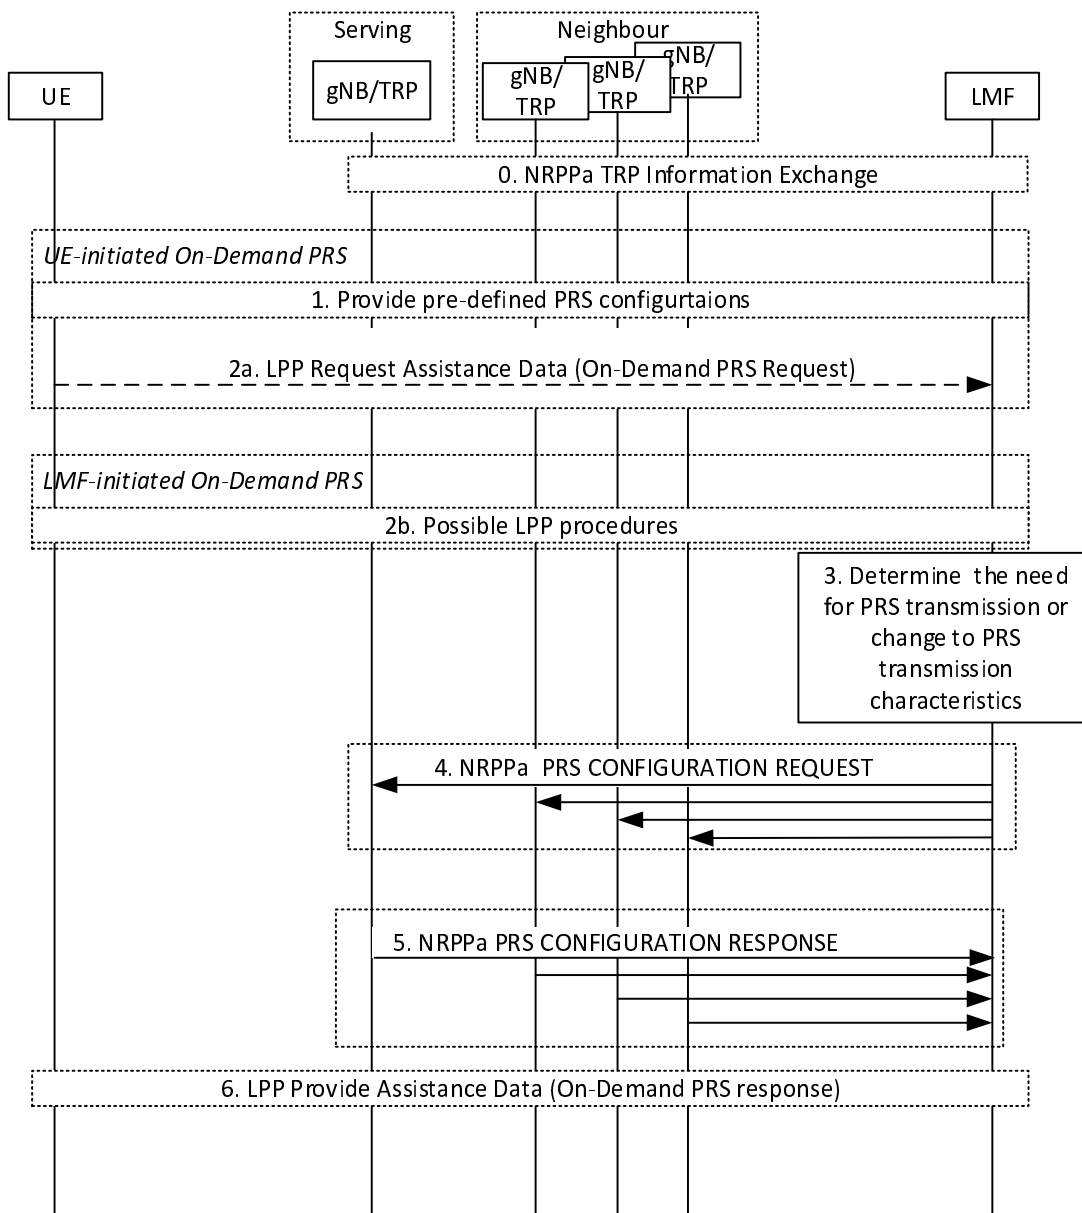 Serving
Neighbour
UE
gNB/TRP
gNB/
TRP
gNB/
TRP
gNB/
TRP
LMF
0. NRPPa TRP Information Exchange
UE-initiated On-Demand PRS
1. Provide pre-defined PRS configurtaions
2a. LPP Request Assistance Data (On-Demand PRS Request)
LMF-initiated On-Demand PRS
2b. Possible LPP procedures
3. Determine the need
for PRS transmission or
change to PRS
transmission
characteristics
4. NRPPa PRS CONFIGURATION REQUEST
5. NRPPa PRS CONFIGURATION RESPONSE
6. LPP Provide Assistance Data (On-Demand PRS response)